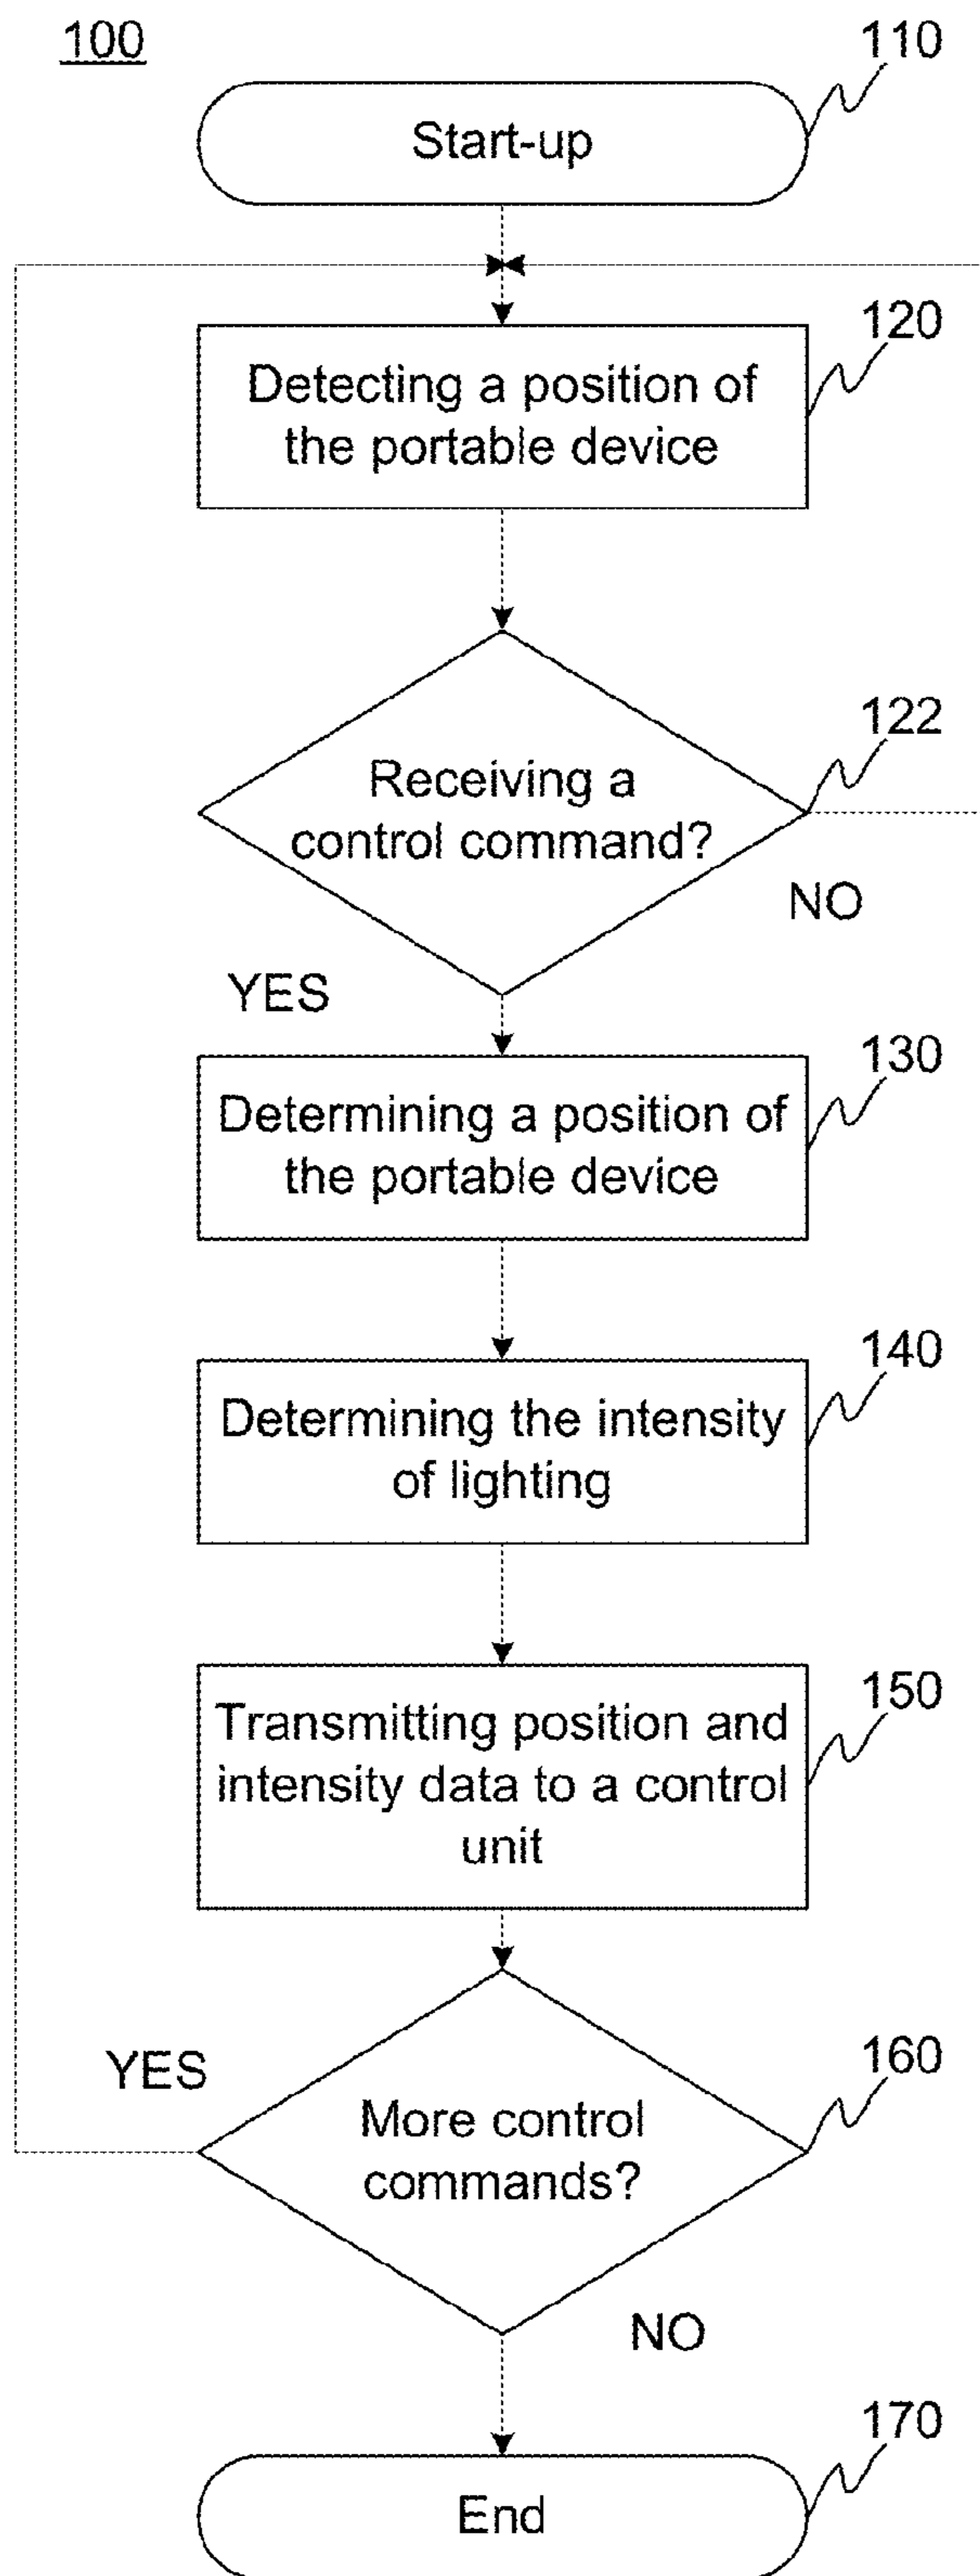 100
110
Start-up
120
Detecting a position of
the portable device
122
Receiving a
control command?
NO
YES
130
Determining a position of
the portable device
140
Determining the intensity
of lighting
150
Transmitting position and
intensity data to a control
unit
160
YES
More control
commands?
NO
170
End